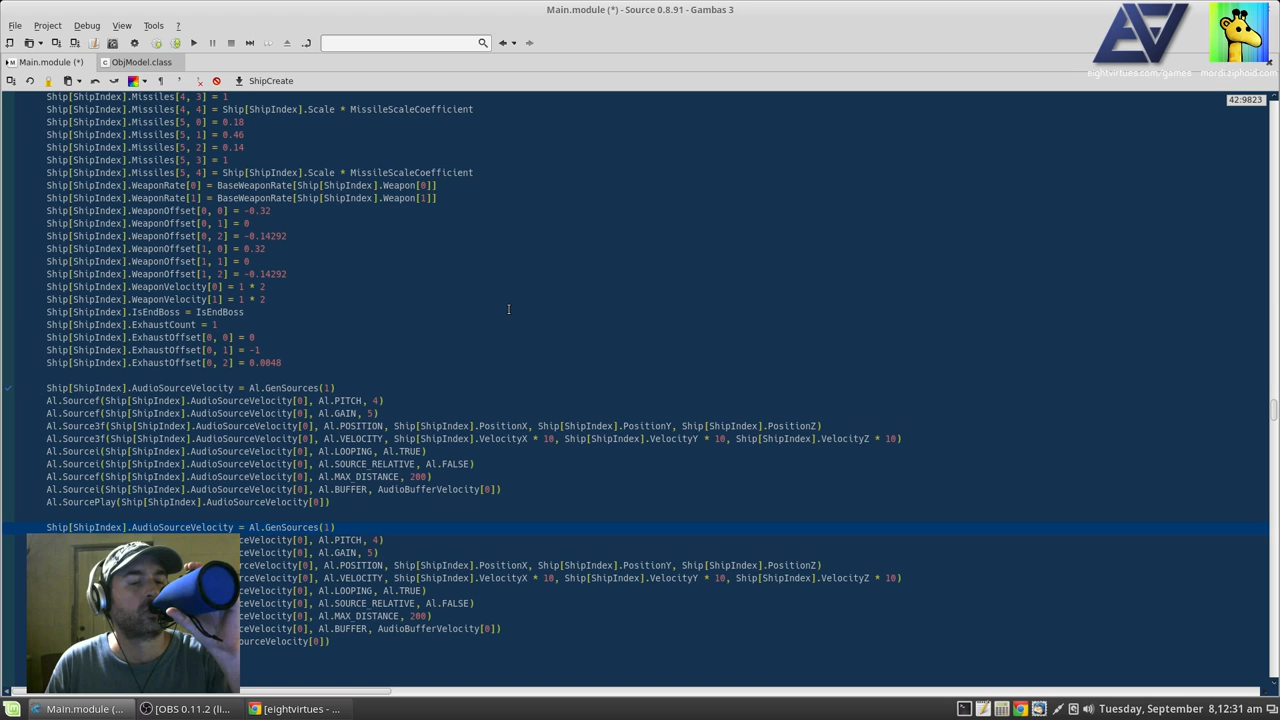 Main.module (*) - Source 0.8.91 - Gambas 3
File Project Debug View Tools ?
Main.module (*) ObjModel.class
eightvirtues.com/games mordi.ziphoid.com
ShipCreate
42:9823
Ship[ShipIndex].Missiles[4, 3] = 1
Ship[ShipIndex].Missiles[4, 4] = Ship[ShipIndex].Scale * MissileScaleCoefficient
Ship[ShipIndex].Missiles[5, 0] = 0.18
Ship[ShipIndex].Missiles[5, 1] = 0.46
Ship[ShipIndex].Missiles[5, 2] = 0.14
Ship[ShipIndex].Missiles[5, 3] = 1
Ship[ShipIndex].Missiles[5, 4] = Ship[ShipIndex].Scale * MissileScaleCoefficient
Ship[ShipIndex].WeaponRate[0] = BaseWeaponRate[Ship[ShipIndex].Weapon[0]]
Ship[ShipIndex].WeaponRate[1] = BaseWeaponRate[Ship[ShipIndex].Weapon[1]]
Ship[ShipIndex].WeaponOffset[0, 0] = -0.32
Ship[ShipIndex].WeaponOffset[0, 1] = 0
Ship[ShipIndex].WeaponOffset[0, 2] = -0.14292
Ship[ShipIndex].WeaponOffset[1, 0] = 0.32
Ship[ShipIndex].WeaponOffset[1, 1] = 0
Ship[ShipIndex].WeaponOffset[1, 2] = -0.14292
Ship[ShipIndex].WeaponVelocity[0] = 1 * 2
Ship[ShipIndex].WeaponVelocity[1] = 1 * 2
Ship[ShipIndex].IsEndBoss = IsEndBoss
Ship[ShipIndex].ExhaustCount = 1
Ship[ShipIndex].ExhaustOffset[0, 0] = 0
Ship[ShipIndex].ExhaustOffset[0, 1] = -1
Ship[ShipIndex].ExhaustOffset[0, 2] = 0.0048
Ship[ShipIndex].AudioSourceVelocity = Al.GenSources(1)
Al.Sourcef(Ship[ShipIndex].AudioSourceVelocity[0], Al.PITCH, 4)
Al.Sourcef(Ship[ShipIndex].AudioSourceVelocity[0], Al.GAIN, 5)
Al.Source3f(Ship[ShipIndex].AudioSourceVelocity[0], Al.POSITION, Ship[ShipIndex].PositionX, Ship[ShipIndex].PositionY, Ship[ShipIndex].PositionZ)
Al.Source3f(Ship[ShipIndex].AudioSourceVelocity[0], Al.VELOCITY, Ship[ShipIndex].VelocityX * 10, Ship[ShipIndex].VelocityY * 10, Ship[ShipIndex].VelocityZ * 10)
Al.Sourcei(Ship[ShipIndex].AudioSourceVelocity[0], Al.LOOPING, Al.TRUE)
Al.Sourcei(Ship[ShipIndex].AudioSourceVelocity[0], Al.SOURCE_RELATIVE, Al.FALSE)
Al.Sourcef(Ship[ShipIndex].AudioSourceVelocity[0], Al.MAX_DISTANCE, 200)
Al.Sourcei(Ship[ShipIndex].AudioSourceVelocity[0], Al.BUFFER, AudioBufferVelocity[0])
Al.SourcePlay(Ship[ShipIndex].AudioSourceVelocity[0])
Ship[ShipIndex].AudioSourceVelocity = Al.GenSources(1)
ceVelocity[0], Al.PITCH, 4)
ceVelocity[0], Al.GAIN, 5)
rceVelocity[0], Al.POSITION, Ship[ShipIndex].PositionX, Ship[ShipIndex].PositionY, Ship[ShipIndex].PositionZ)
rceVelocity[0], Al.VELOCITY, Ship[ShipIndex].VelocityX * 10, Ship[ShipIndex].VelocityY * 10, Ship[ShipIndex].VelocityZ * 10)
ceVelocity[0], Al.LOOPING, Al.TRUE)
ceVelocity[0], Al.SOURCE_RELATIVE, Al.FALSE)
ceVelocity[0], Al.MAX_DISTANCE, 200)
ceVelocity[0], Al.BUFFER, AudioBufferVelocity[0])
ourceVelocity[0])
Main.module (... [OBS 0.11.2 (li... [eightvirtues - ... Tuesday, September 8, 12:31 am